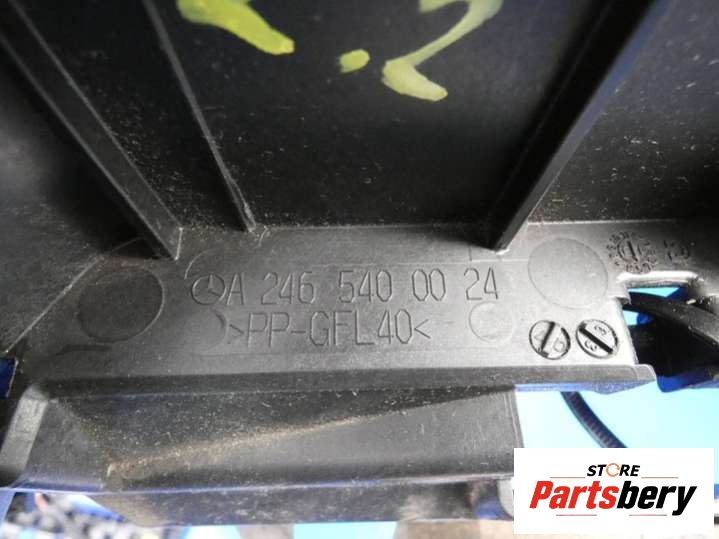 A 246 540 00 24
>PP-GFL40<
STORE
Partsbery